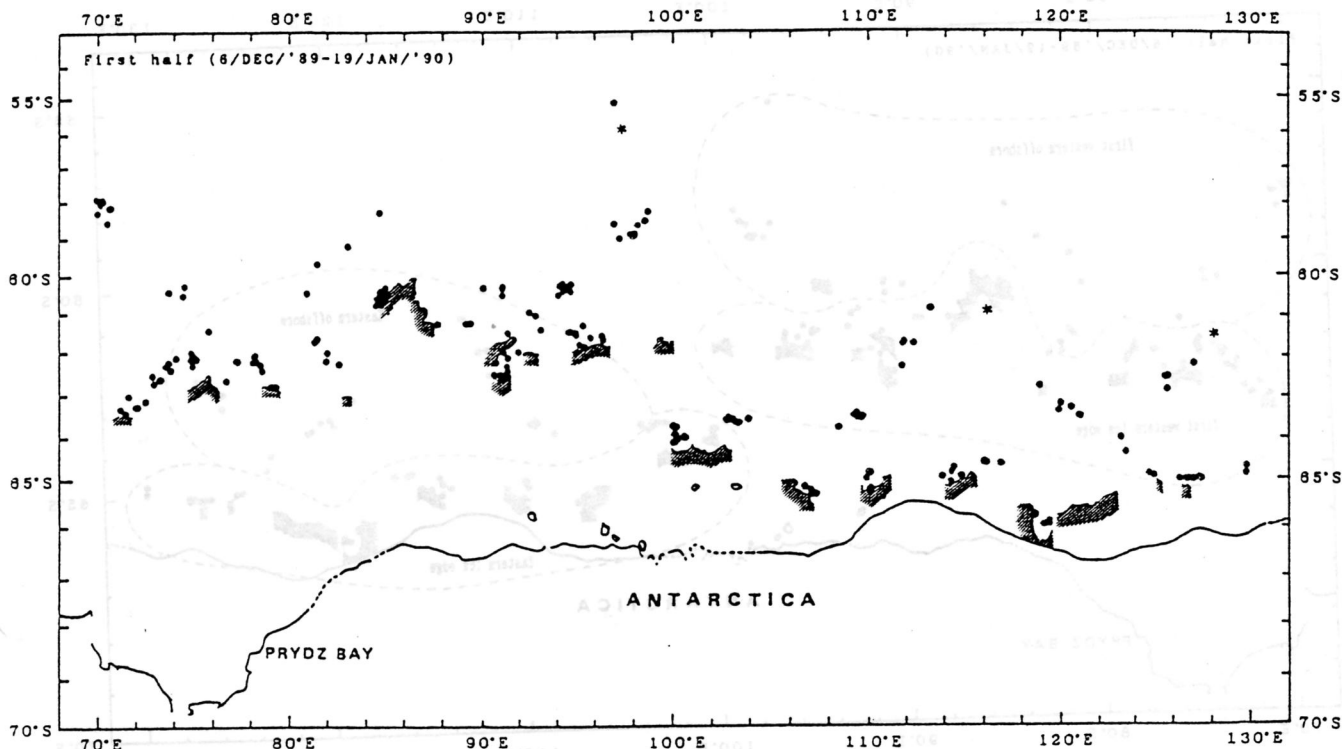 70°E 80°E 90°E 100°E 110°E 120°E 130°E
First half (6/DEC/'89-19/JAN/'90)
55°S 55°S
60°S 60°S
65°S 65°S
ANTARCTICA
PRYDZ BAY
70°S 70°S
70°E 80°E 90°E 100°E 110°E 120°E 130°E